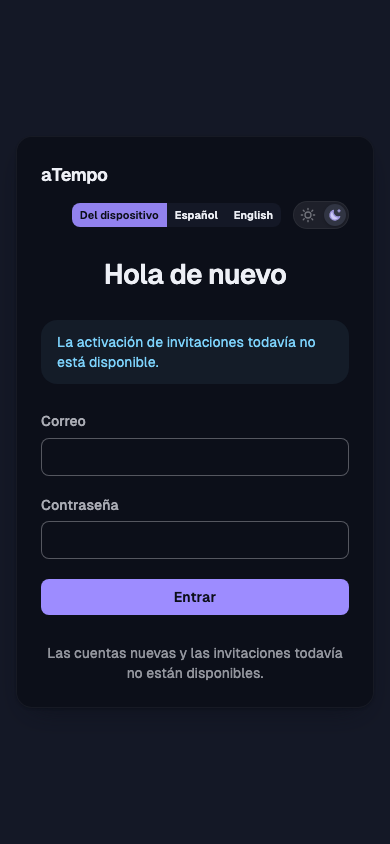 aTempo
Del dispositivo Español English
Hola de nuevo
La activación de invitaciones todavía no
está disponible.
Correo
Contraseña
Entrar
Las cuentas nuevas y las invitaciones todavía
no están disponibles.